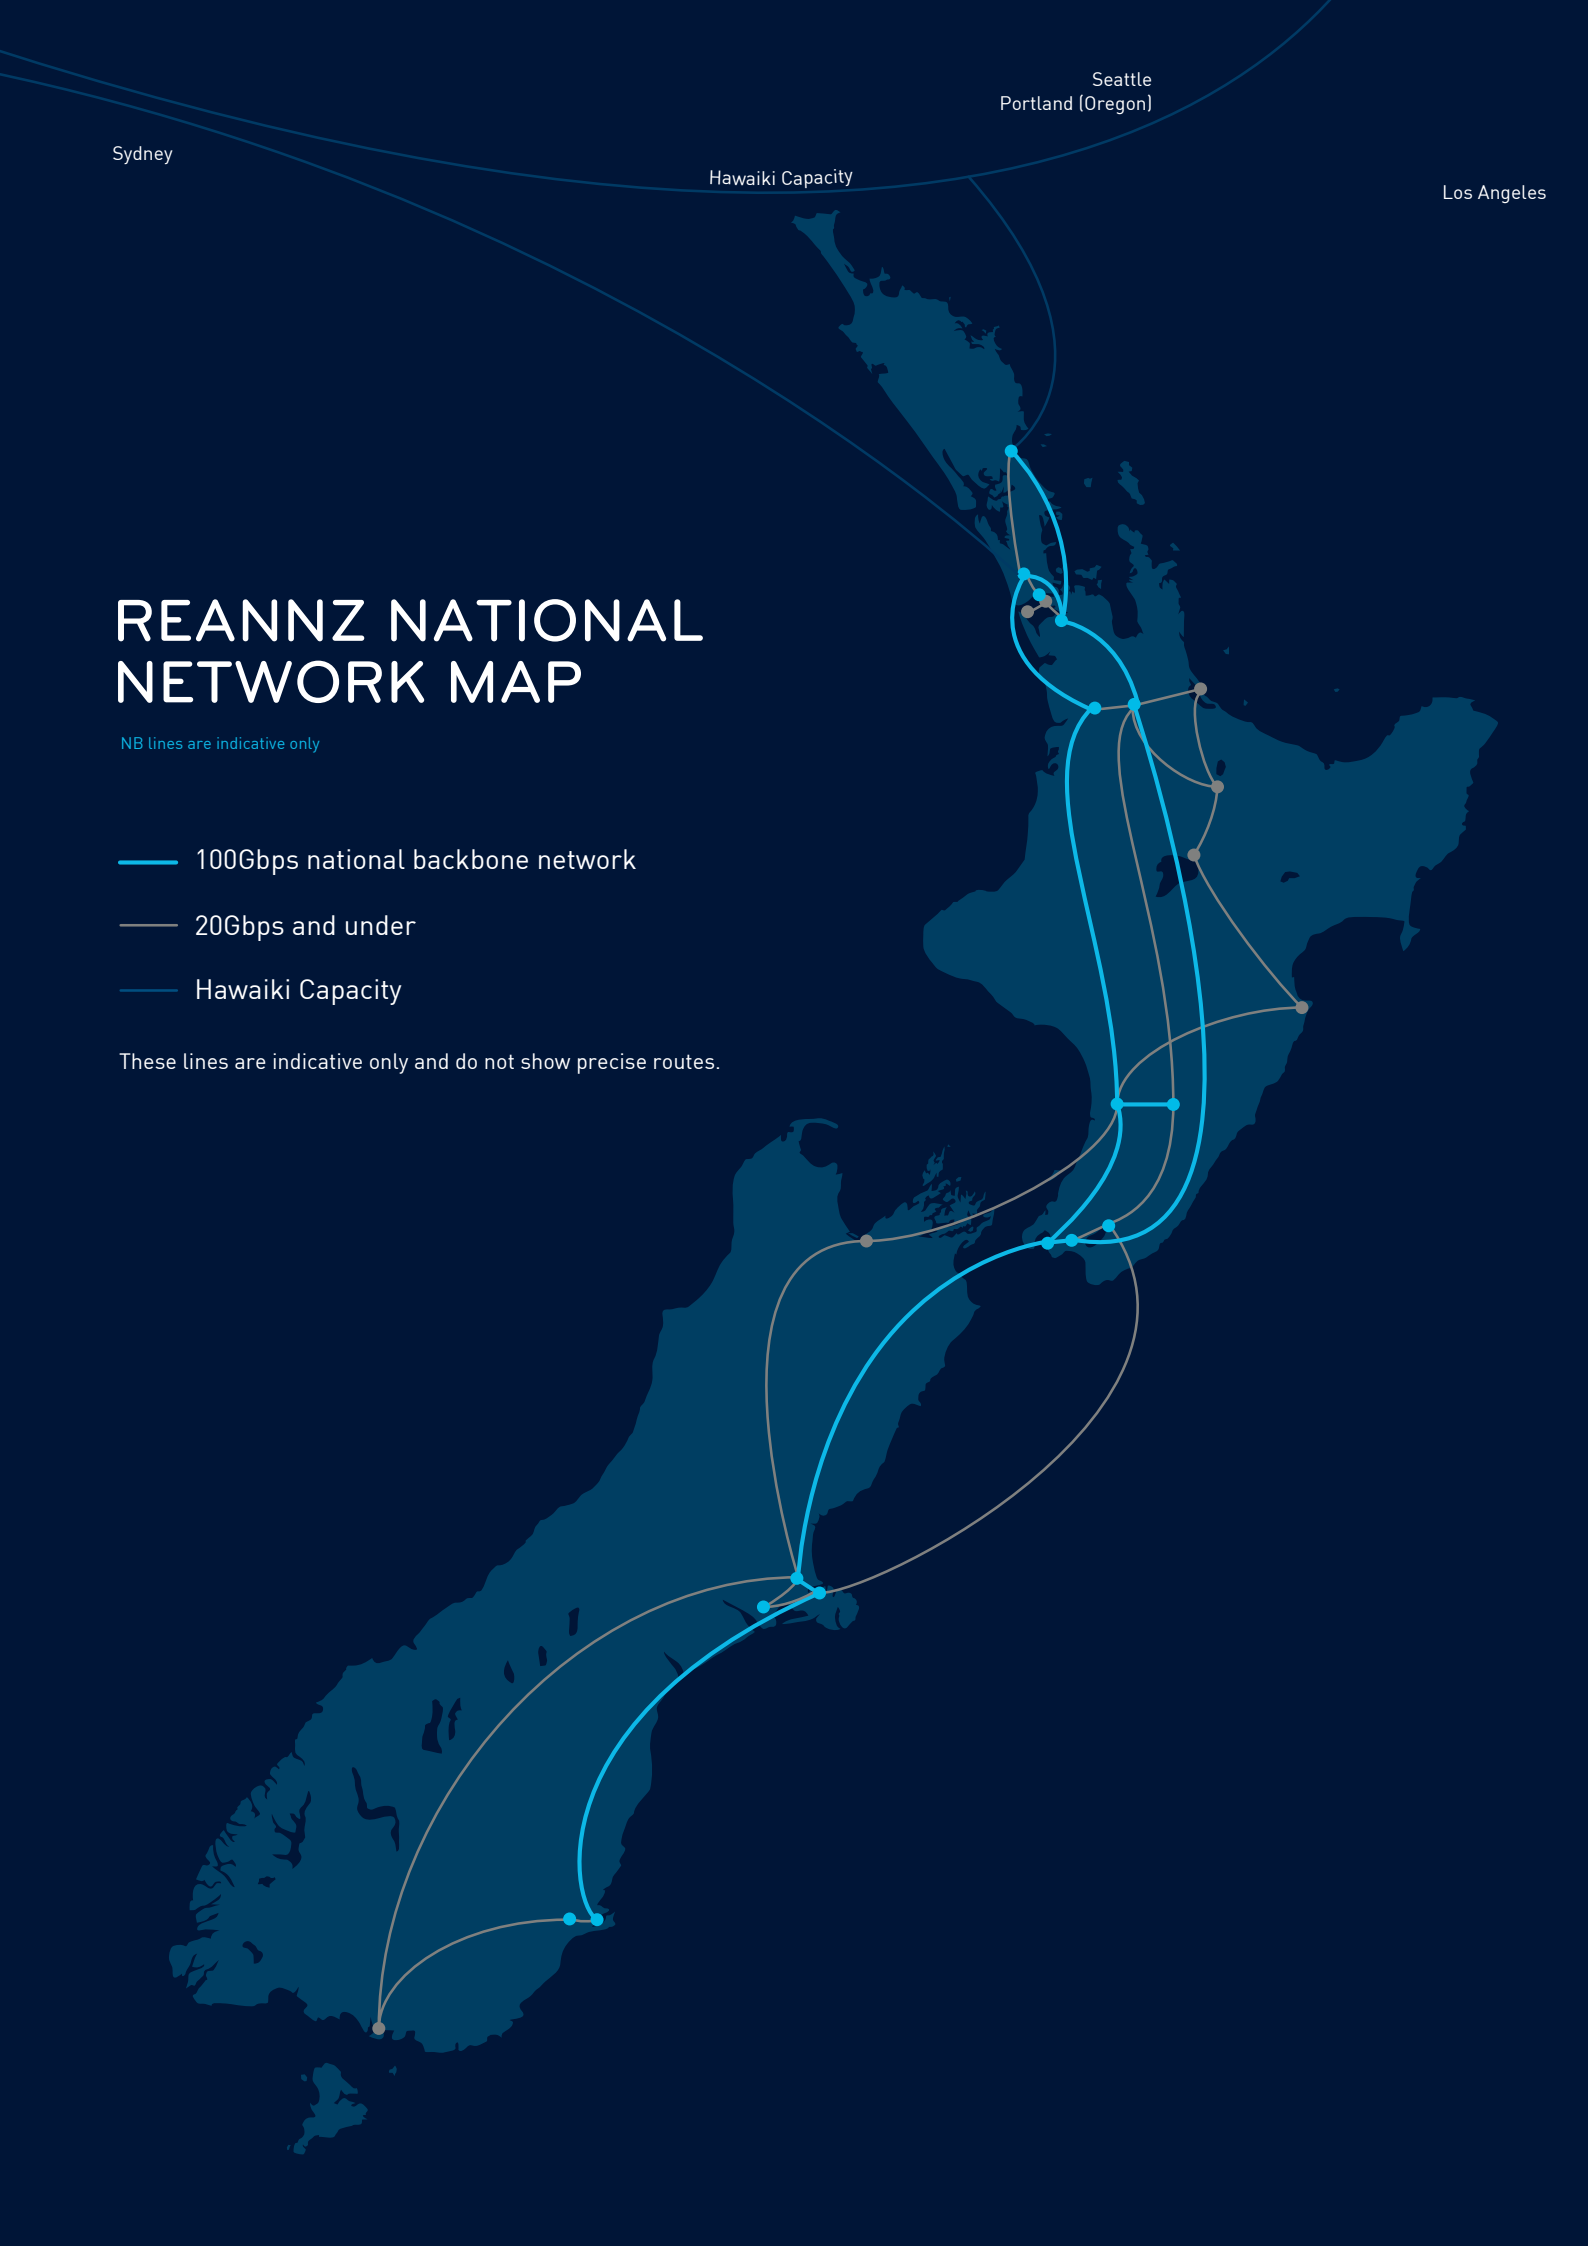 Seattle
Portland (Oregon)
Sydney
Hawaiki Capacity
Los Angeles
REANNZ NATIONAL
NETWORK MAP
NB lines are indicative only
100Gbps national backbone network
20Gbps and under
Hawaiki Capacity
These lines are indicative only and do not show precise routes.